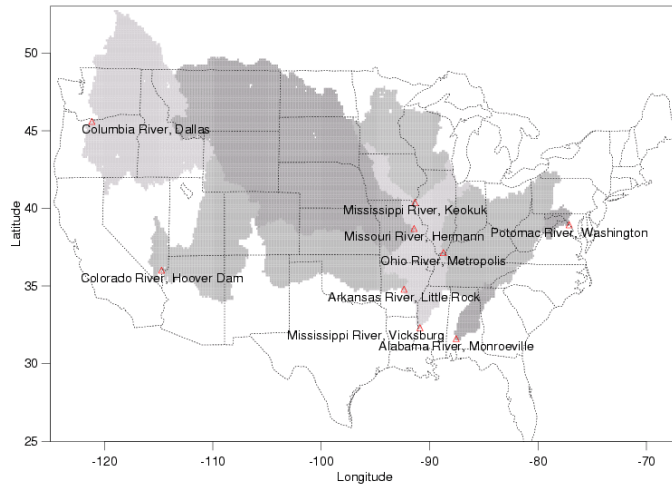 50
Columbia River, Dallas
45
40
Mississippi River, Keokuk
Missouri River, Hermann
Potomac River, Washington
Ohio River, Metropolis
Colorado River, Hoover Dam
35
Arkansas River, Little Rock
Mississippi River, Vicksburg
Alabama River, Monroeville
30
25
Latitude
-120
-110
-100
-90
-80
-70
Longitude